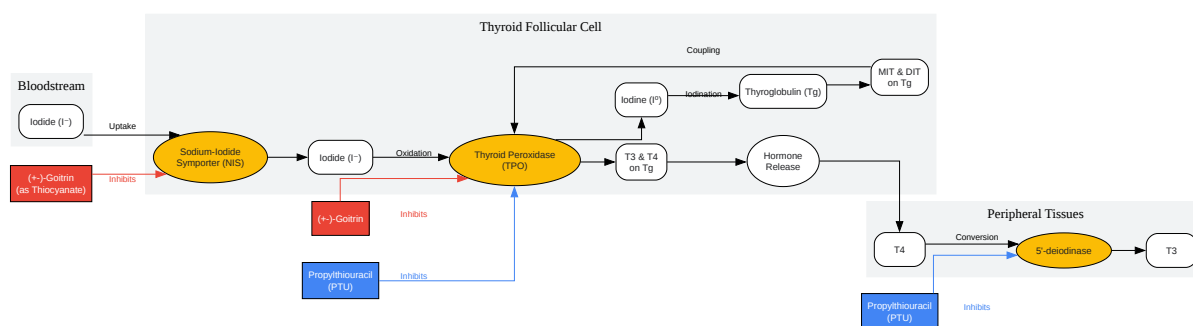 Thyroid Follicular Cell
Coupling
MIT & DIT
on Tg
Bloodstream
Iodide (I⁻)
Uptake
Iodine (I⁰)
Iodination
Thyroglobulin (Tg)
Sodium-Iodide
Symporter (NIS)
Iodide (I⁻)
Oxidation
Thyroid Peroxidase
(TPO)
T3 & T4
on Tg
Hormone
Release
(+-)-Goitrin
(as Thiocyanate)
Inhibits
(+-)-Goitrin
Inhibits
Propylthiouracil
(PTU)
Inhibits
Peripheral Tissues
T4
Conversion
5'-deiodinase
T3
Propylthiouracil
(PTU)
Inhibits